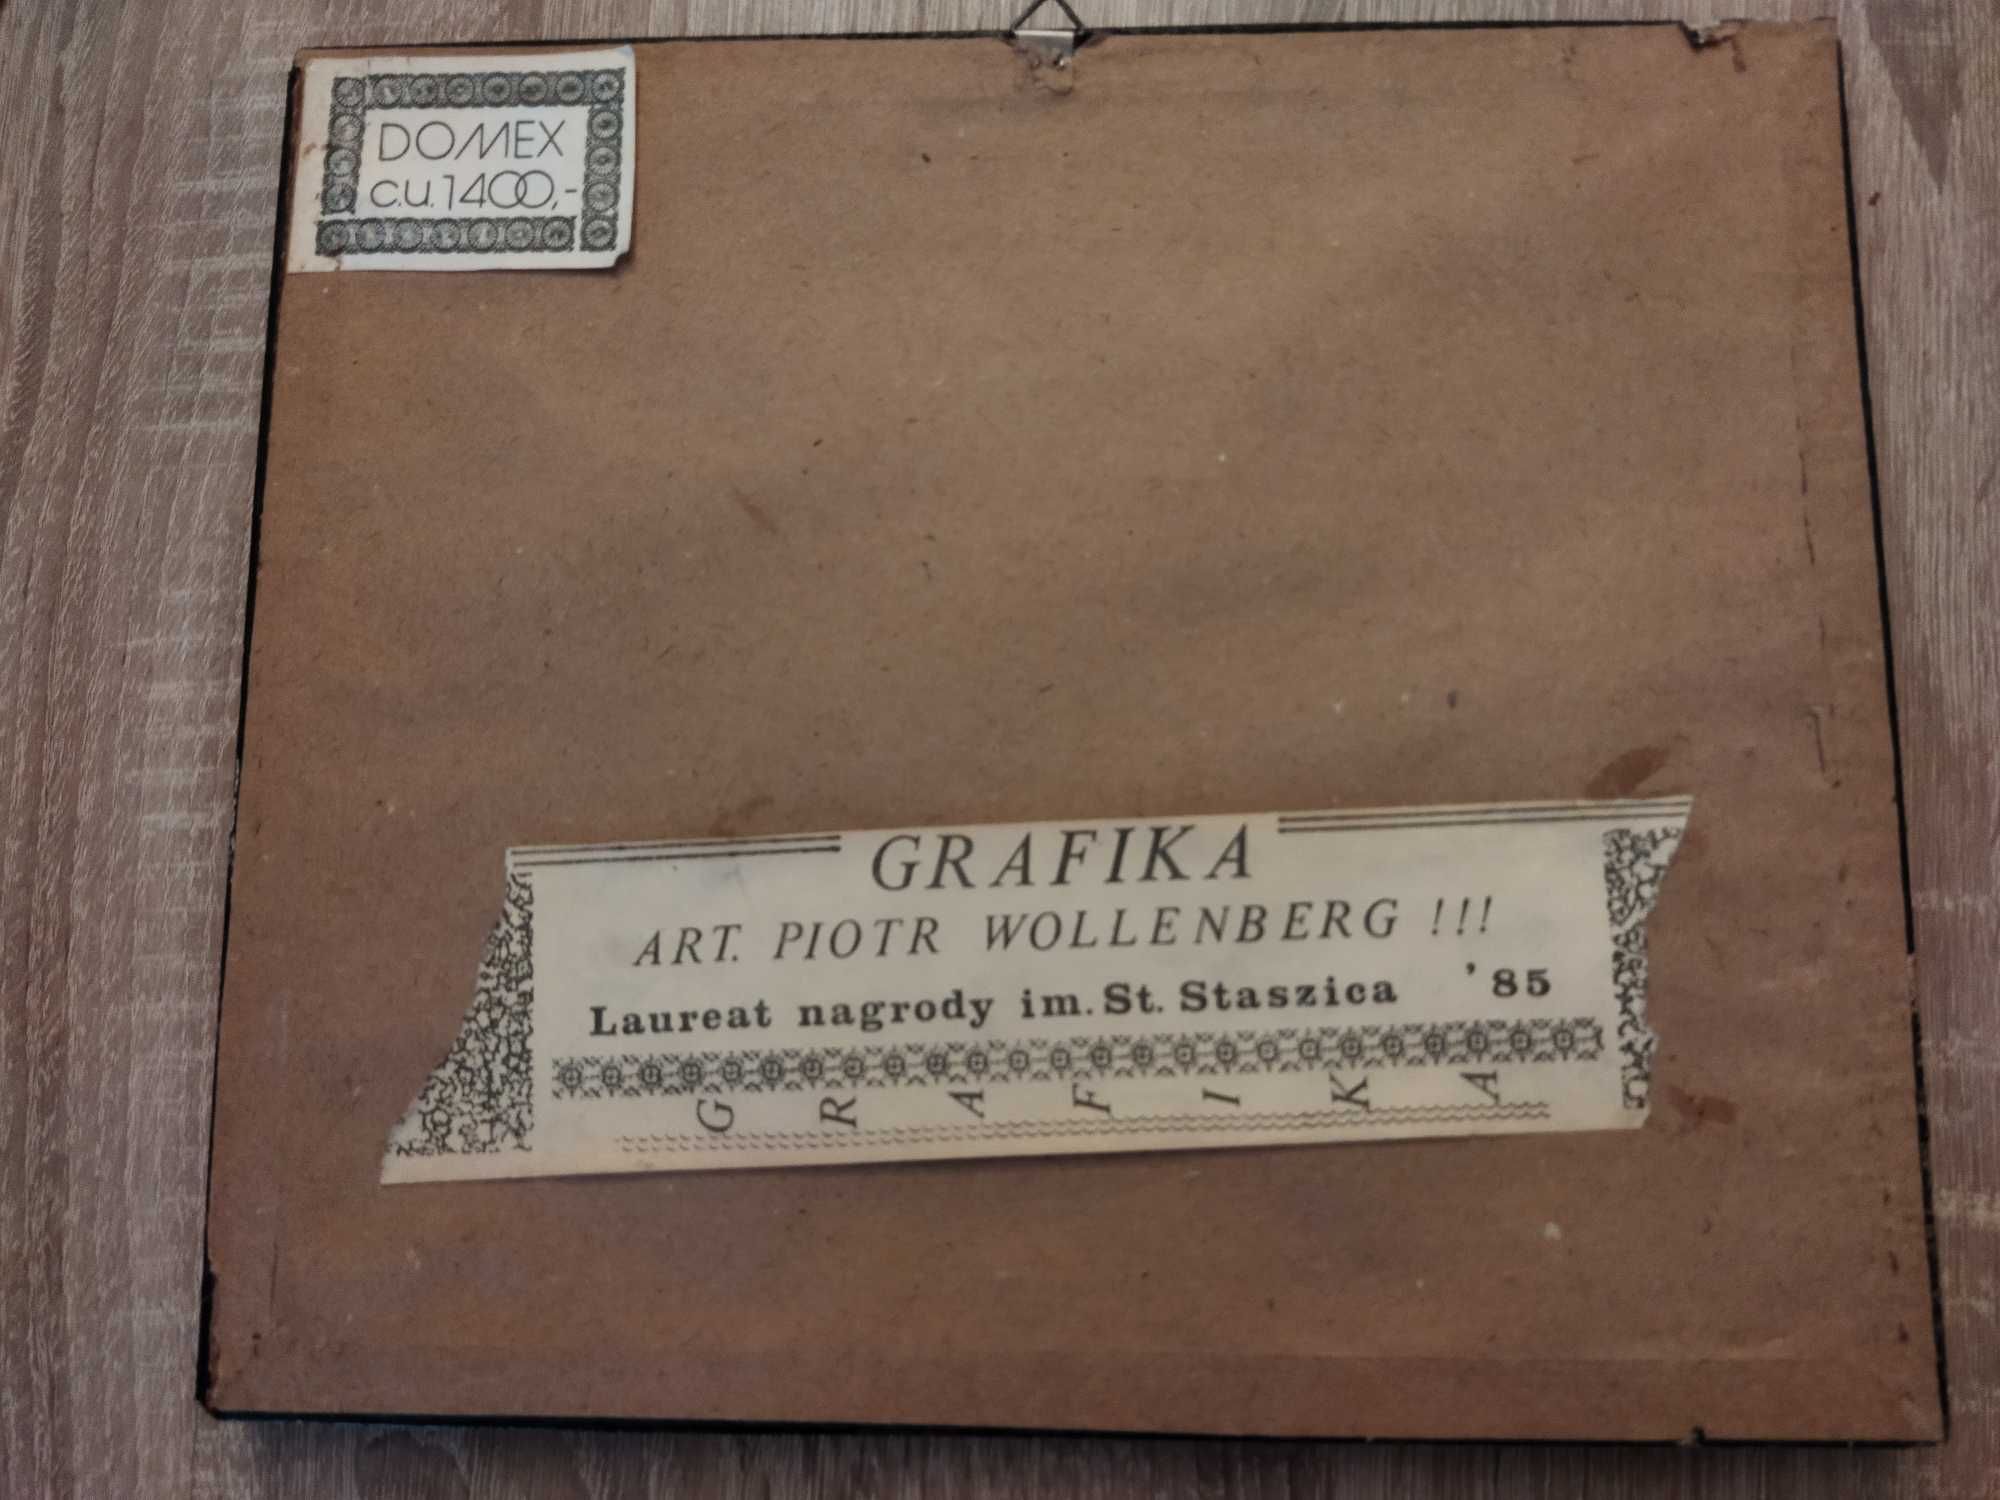 DOMEX
c.u. 1400,-
GRAFIKA
ART. PIOTR WOLLENBERG !!!
Laureat nagrody im. St. Staszica '85
GRAFIKA